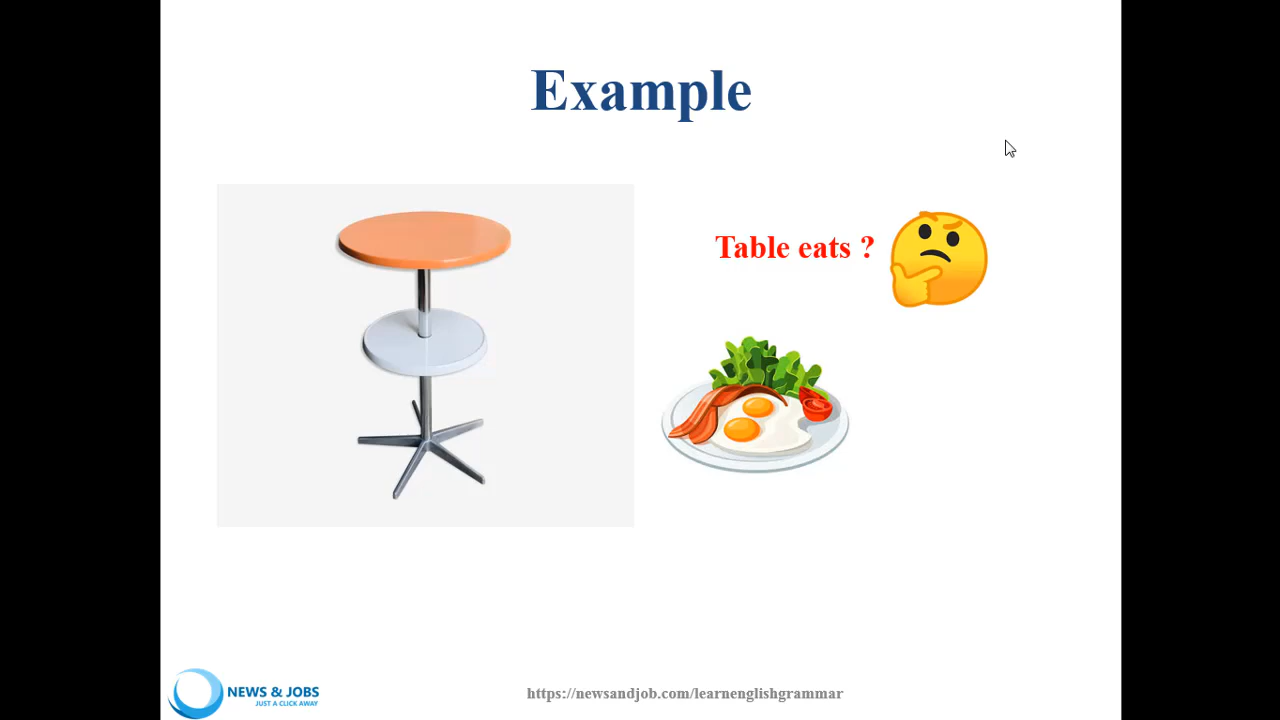 Example
Table eats ?
NEWS & JOBS
JUST A CLICK AWAY
https://newsandjob.com/learnenglishgrammar